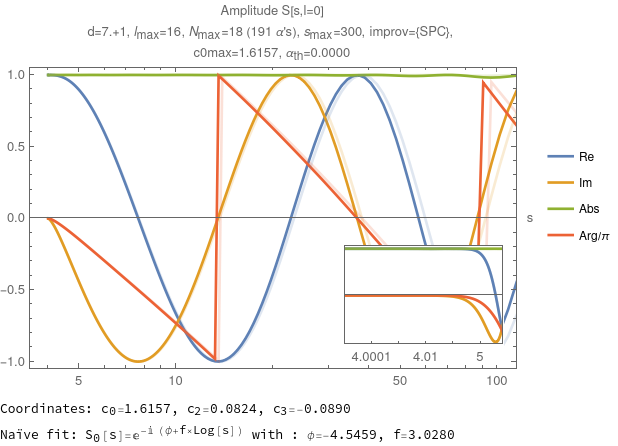 Amplitude S[s,l=0]
d=7.+1, lmax=16, Nmax=18 (191 α's), smax=300, improv={SPC},
c0max=1.6157, αth=0.0000
1.0
0.5
0.0
s
−0.5
−1.0
5
10
50
100
4.0001
4.01
5
Re
Im
Abs
Arg/π
Coordinates: c0=1.6157, c2=0.0824, c3=−0.0890
Naïve fit: S0[s]=e^-i (ϕ+f×Log[s]) with : ϕ=−4.5459, f=3.0280